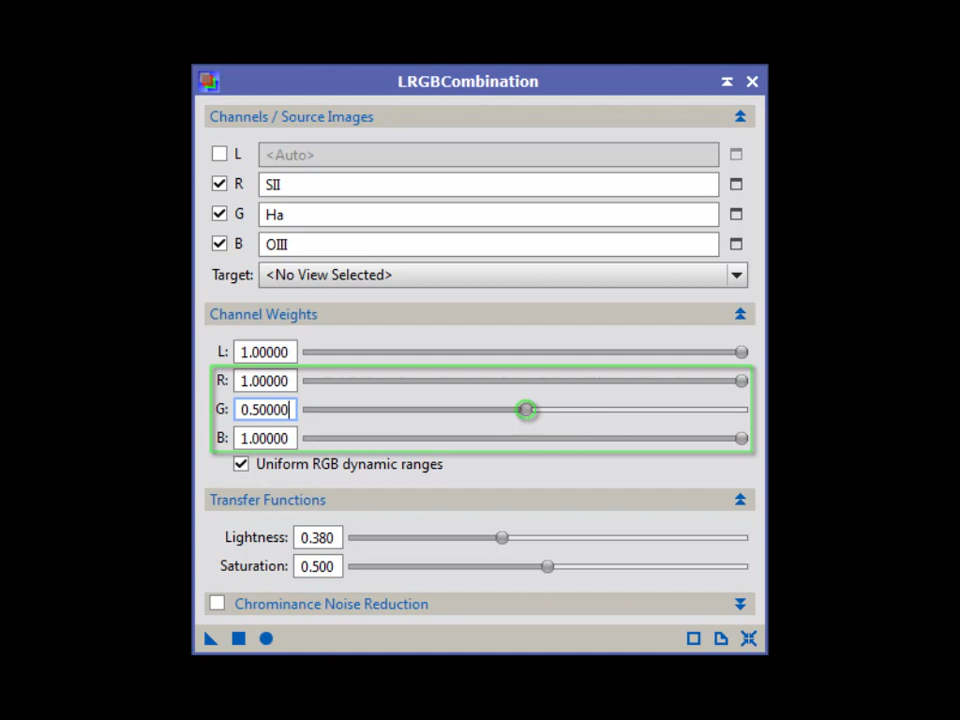 LRGBCombination
Channels / Source Images
L <Auto>
R SII
G Ha
B OIII
Target: <No View Selected>
Channel Weights
L: 1.00000
R: 1.00000
G: 0.50000
B: 1.00000
Uniform RGB dynamic ranges
Transfer Functions
Lightness: 0.380
Saturation: 0.500
Chrominance Noise Reduction